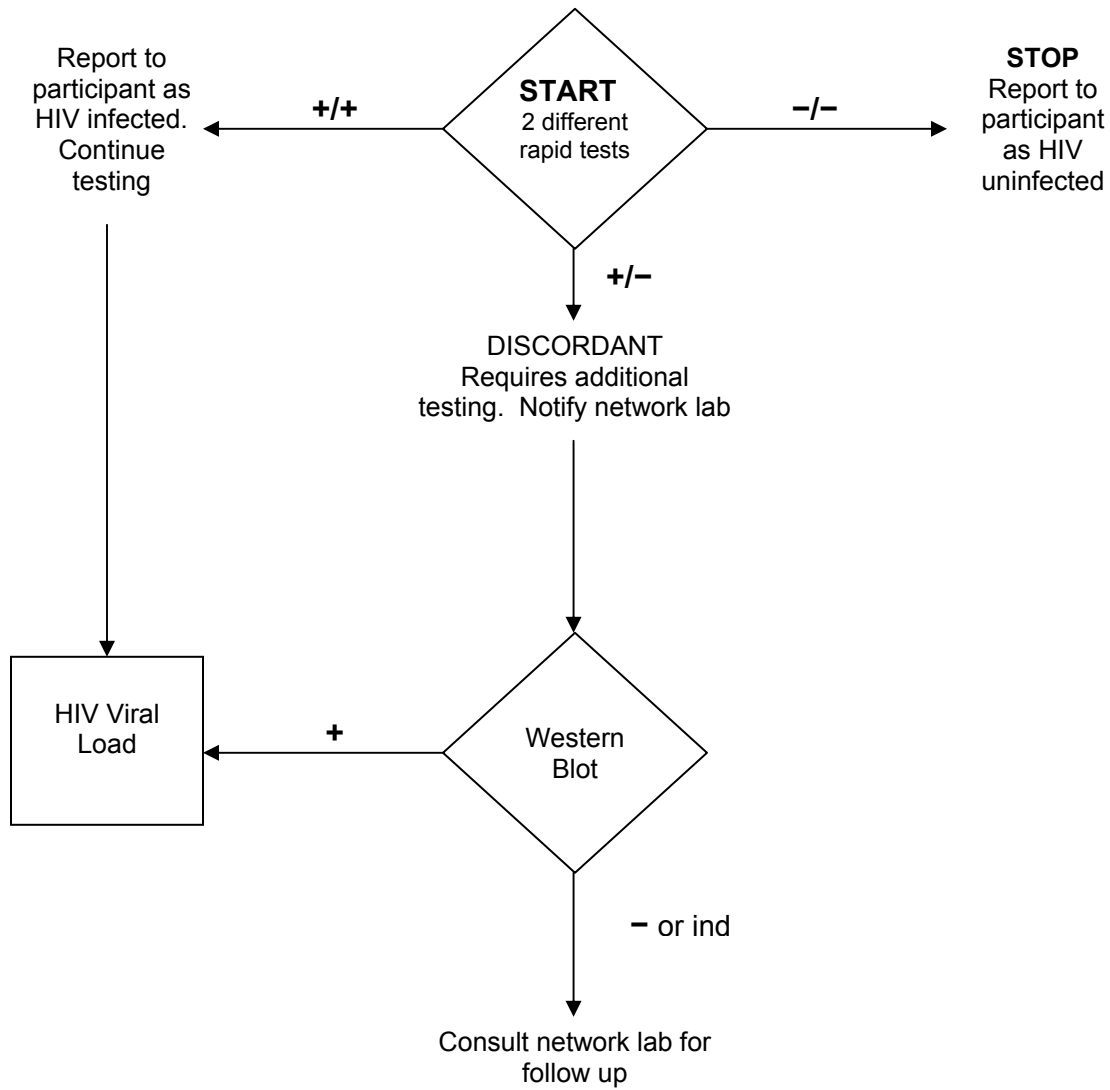 START
2 different
rapid tests
+/+
Report to
participant as
HIV infected.
Continue
testing
−/−
STOP
Report to
participant
as HIV
uninfected
+/−
DISCORDANT
Requires additional
testing.  Notify network lab
Western
Blot
+
HIV Viral
Load
− or ind
Consult network lab for
follow up